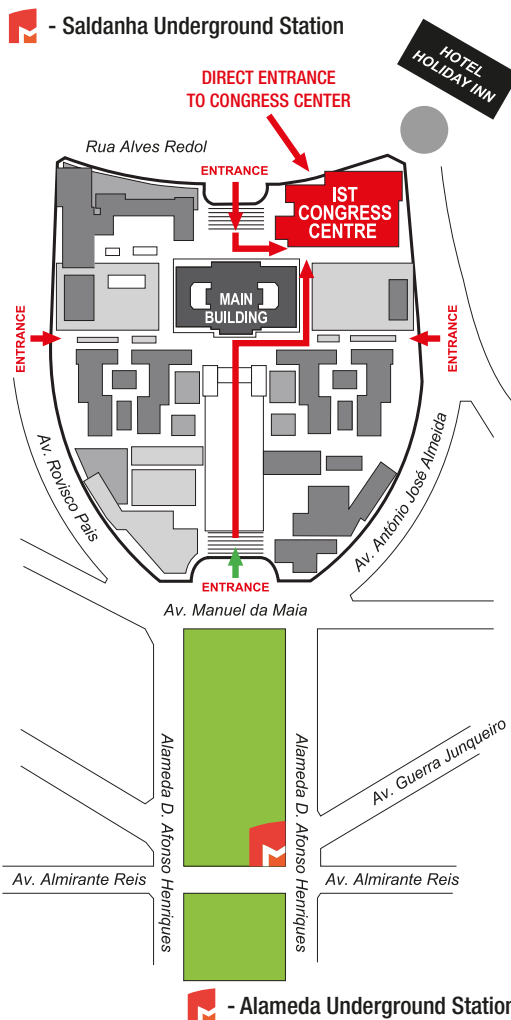 - Saldanha Underground Station
HOTEL
HOLIDAY INN
DIRECT ENTRANCE
TO CONGRESS CENTER
Rua Alves Redol
ENTRANCE
IST
CONGRESS
CENTRE
MAIN
BUILDING
ENTRANCE
ENTRANCE
Av. Rovisco Pais
Av. António José Almeida
ENTRANCE
Av. Manuel da Maia
Alameda D. Afonso Henriques
Alameda D. Afonso Henriques
Av. Guerra Junqueiro
Av. Almirante Reis
Av. Almirante Reis
- Alameda Underground Station